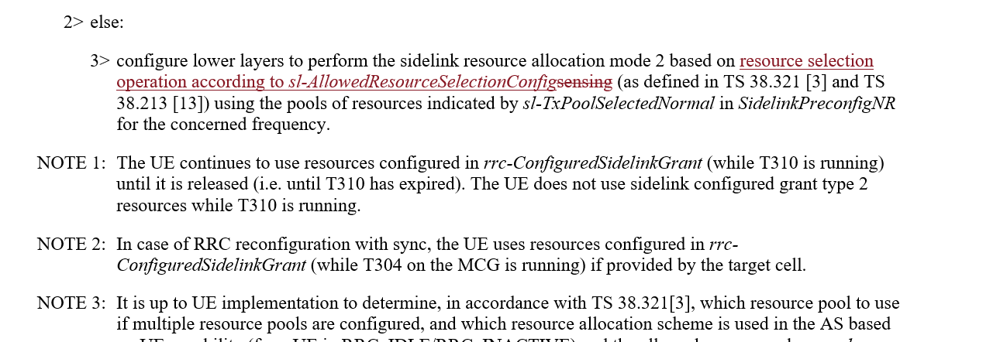 2> else:
3> configure lower layers to perform the sidelink resource allocation mode 2 based on resource selection
operation according to sl-AllowedResourceSelectionConfigsensing (as defined in TS 38.321 [3] and TS
38.213 [13]) using the pools of resources indicated by sl-TxPoolSelectedNormal in SidelinkPreconfigNR
for the concerned frequency.
NOTE 1: The UE continues to use resources configured in rrc-ConfiguredSidelinkGrant (while T310 is running)
until it is released (i.e. until T310 has expired). The UE does not use sidelink configured grant type 2
resources while T310 is running.
NOTE 2: In case of RRC reconfiguration with sync, the UE uses resources configured in rrc-
ConfiguredSidelinkGrant (while T304 on the MCG is running) if provided by the target cell.
NOTE 3: It is up to UE implementation to determine, in accordance with TS 38.321[3], which resource pool to use
if multiple resource pools are configured, and which resource allocation scheme is used in the AS based